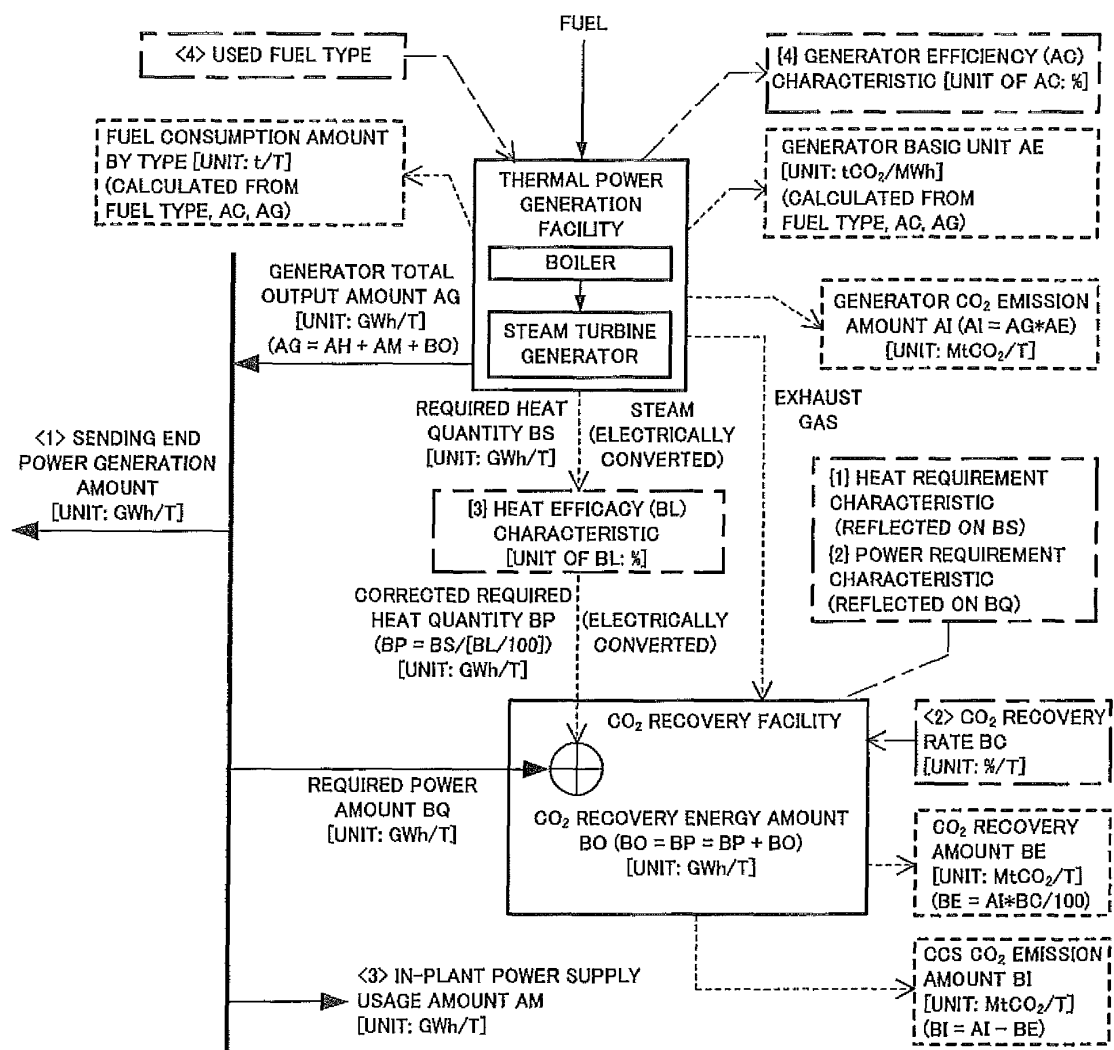 FUEL
<4> USED FUEL TYPE
{4} GENERATOR EFFICIENCY (AC)
CHARACTERISTIC [UNIT OF AC: %]
FUEL CONSUMPTION AMOUNT
BY TYPE [UNIT: t/T]
(CALCULATED FROM
FUEL TYPE, AC, AG)
GENERATOR BASIC UNIT AE
[UNIT: tCO₂/MWh]
(CALCULATED FROM
FUEL TYPE, AC, AG)
THERMAL POWER
GENERATION
FACILITY
BOILER
STEAM TURBINE
GENERATOR
GENERATOR TOTAL
OUTPUT AMOUNT AG
[UNIT: GWh/T]
(AG = AH + AM + BO)
GENERATOR CO₂ EMISSION
AMOUNT AI (AI = AG*AE)
[UNIT: MtCO₂/T]
EXHAUST
GAS
REQUIRED HEAT
QUANTITY BS
[UNIT: GWh/T]
STEAM
(ELECTRICALLY
CONVERTED)
<1> SENDING END
POWER GENERATION
AMOUNT
[UNIT: GWh/T]
{3} HEAT EFFICACY (BL)
CHARACTERISTIC
[UNIT OF BL: %]
{1} HEAT REQUIREMENT
CHARACTERISTIC
(REFLECTED ON BS)
{2} POWER REQUIREMENT
CHARACTERISTIC
(REFLECTED ON BQ)
CORRECTED REQUIRED
HEAT QUANTITY BP
(BP = BS/[BL/100])
[UNIT: GWh/T]
(ELECTRICALLY
CONVERTED)
CO₂ RECOVERY FACILITY
<2> CO₂ RECOVERY
RATE BC
[UNIT: %/T]
REQUIRED POWER
AMOUNT BQ
[UNIT: GWh/T]
CO₂ RECOVERY ENERGY AMOUNT
BO (BO = BP = BP + BO)
[UNIT: GWh/T]
CO₂ RECOVERY
AMOUNT BE
[UNIT: MtCO₂/T]
(BE = AI*BC/100)
CCS CO₂ EMISSION
AMOUNT BI
[UNIT: MtCO₂/T]
(BI = AI − BE)
<3> IN-PLANT POWER SUPPLY
USAGE AMOUNT AM
[UNIT: GWh/T]